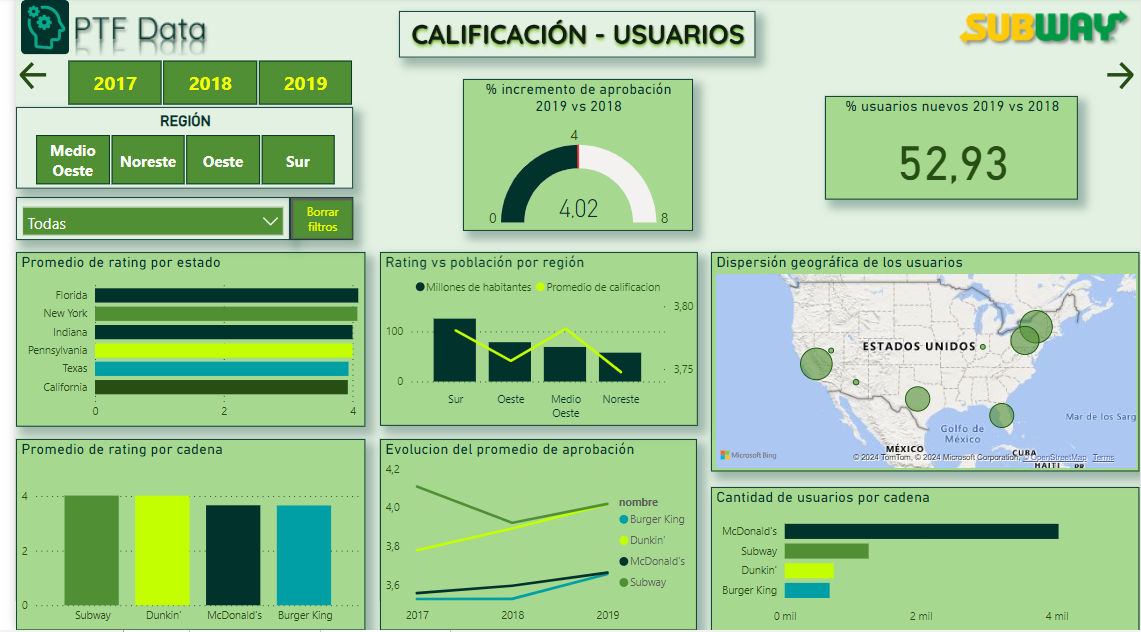 PTF Data
CALIFICACIÓN - USUARIOS
SUBWAY
2017
2018
2019
REGIÓN
Medio
Oeste
Noreste
Oeste
Sur
Todas
Borrar
filtros
% incremento de aprobación
2019 vs 2018
4
4,02
0
8
% usuarios nuevos 2019 vs 2018
52,93
Promedio de rating por estado
Florida
New York
Indiana
Pennsylvania
Texas
California
0
2
4
Rating vs población por región
Millones de habitantes
Promedio de calificacion
3,80
100
3,75
0
Sur
Oeste
Medio
Oeste
Noreste
Dispersión geográfica de los usuarios
ESTADOS UNIDOS
Mar de los Sarg
Golfo de
México
MÉXICO
CUBA
HAITÍ
PR
Microsoft Bing
© 2024 TomTom, © 2024 Microsoft Corporation, © OpenStreetMap Terms
Promedio de rating por cadena
4
2
0
Subway
Dunkin'
McDonald's
Burger King
Evolucion del promedio de aprobación
4,2
4,0
3,8
3,6
2017
2018
2019
nombre
Burger King
Dunkin'
McDonald's
Subway
Cantidad de usuarios por cadena
McDonald's
Subway
Dunkin'
Burger King
0 mil
2 mil
4 mil